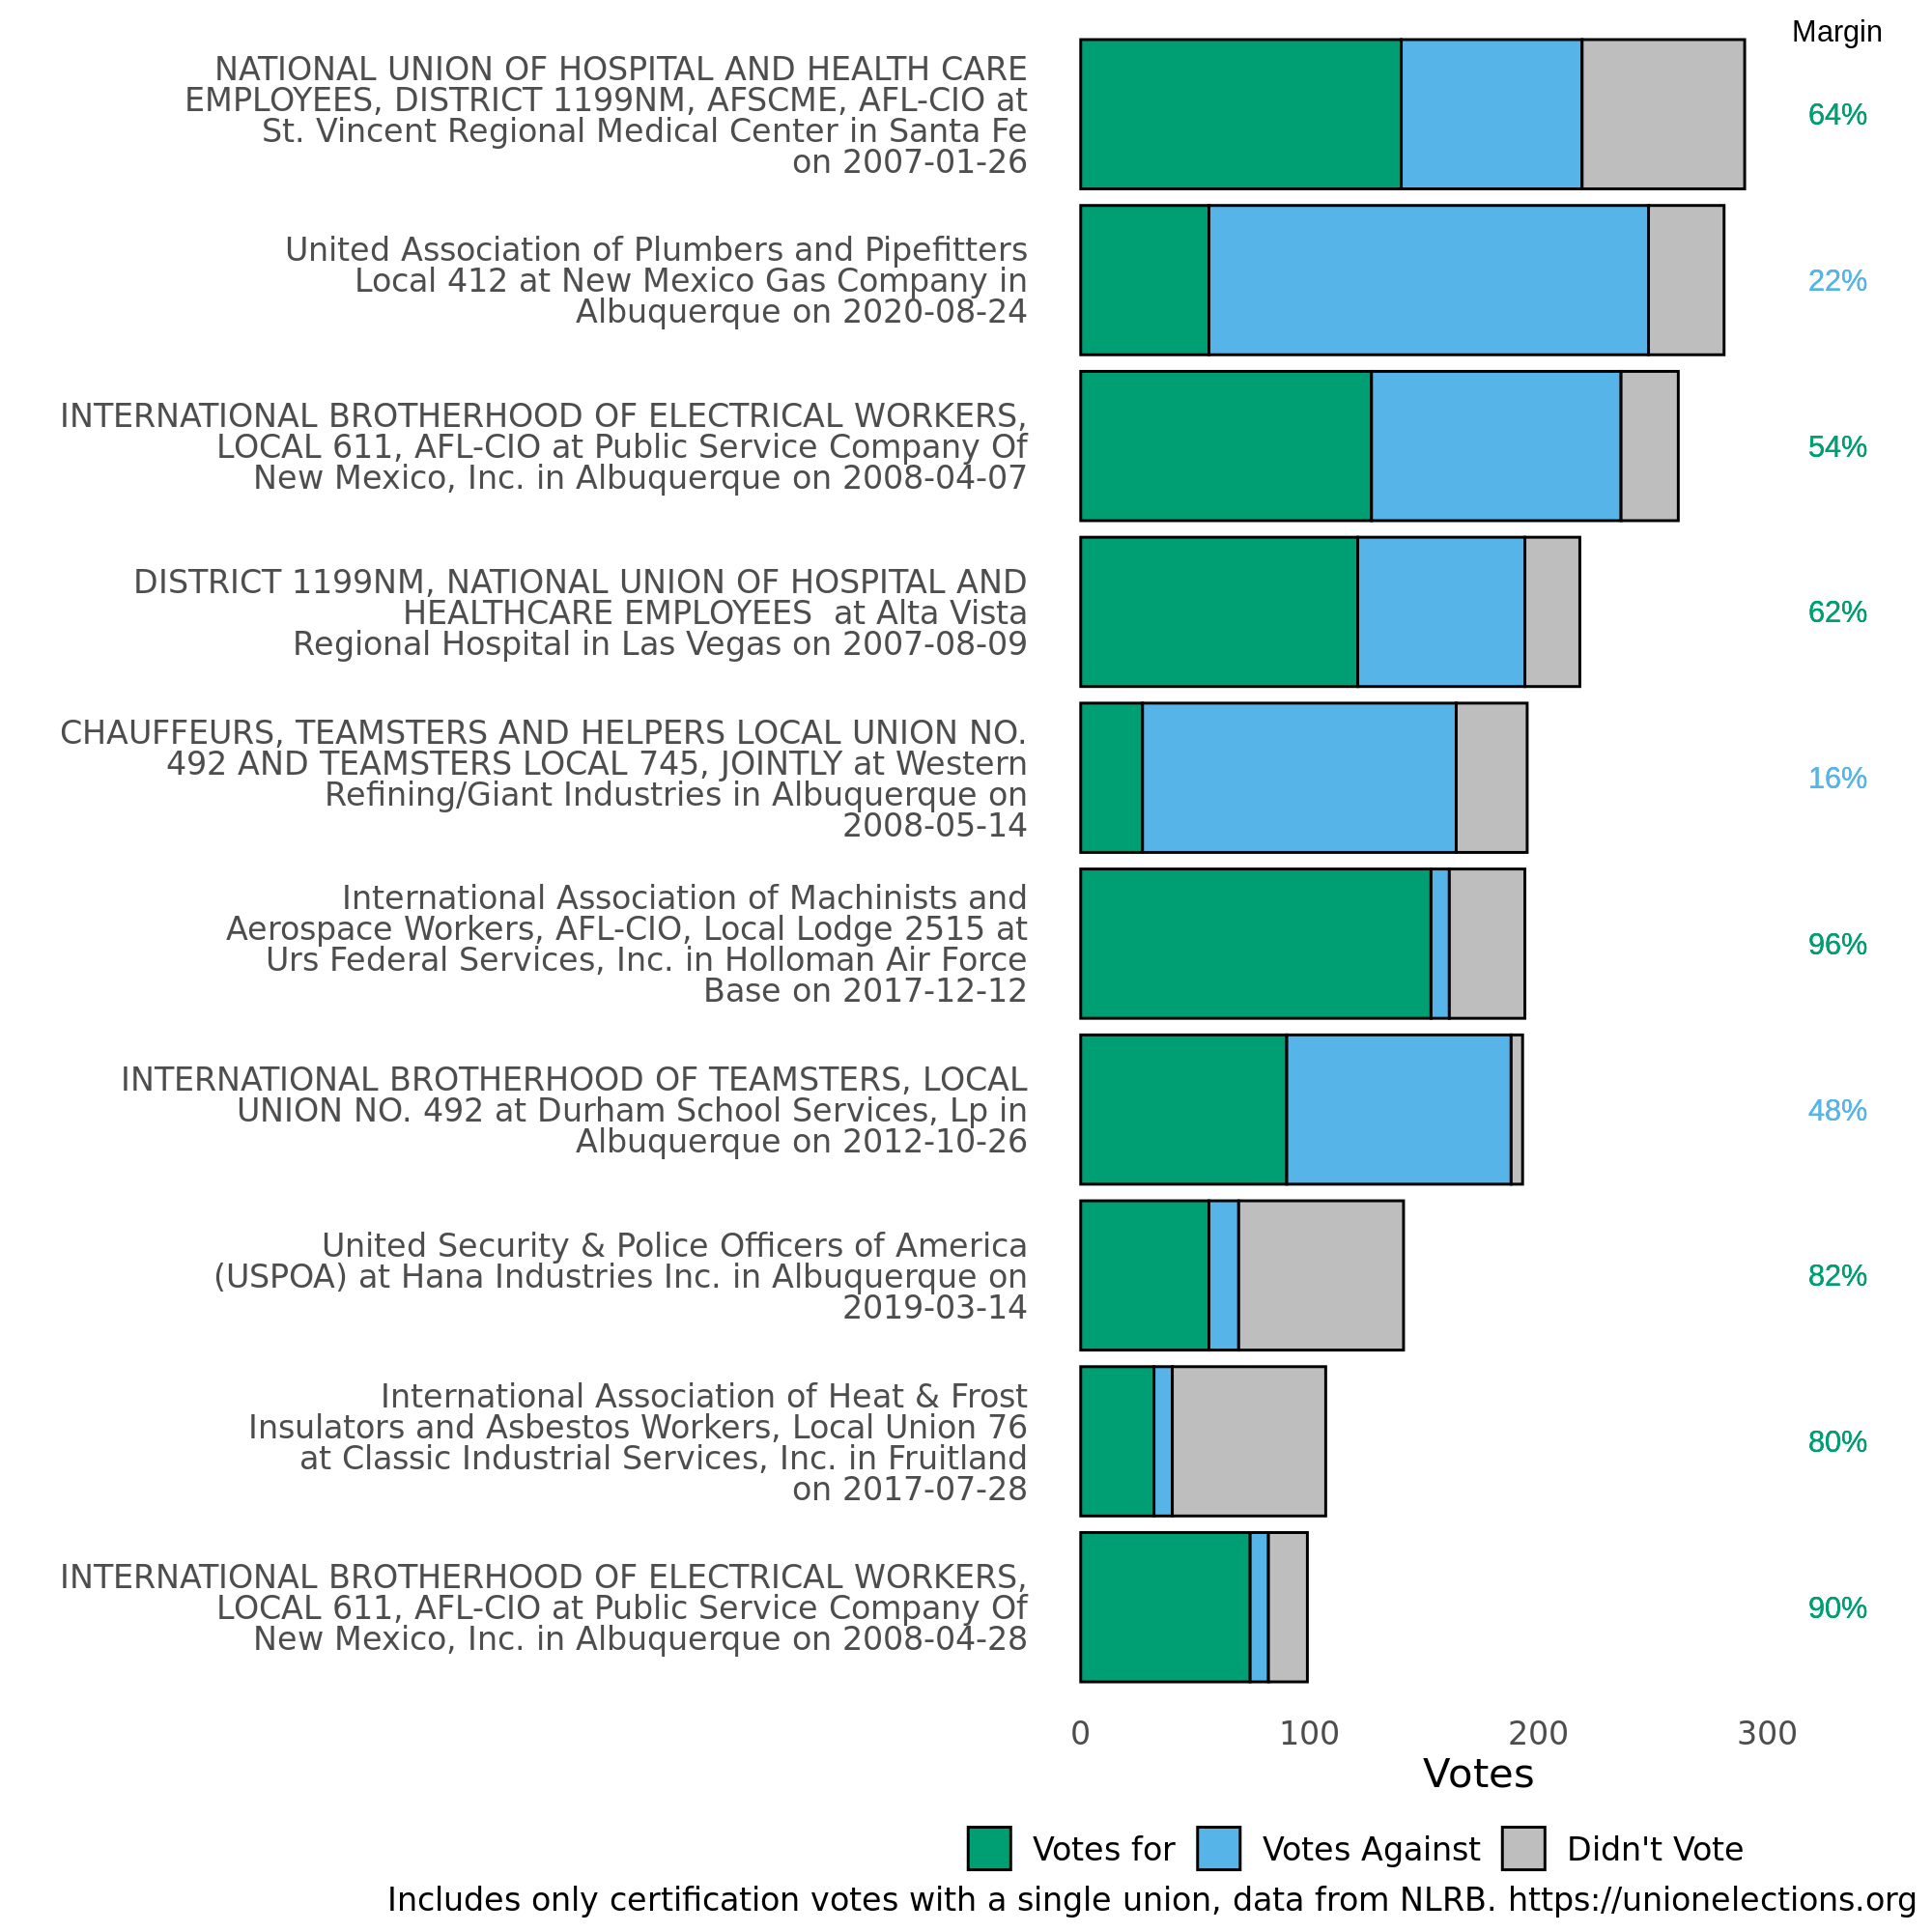 Margin
NATIONAL UNION OF HOSPITAL AND HEALTH CARE
EMPLOYEES, DISTRICT 1199NM, AFSCME, AFL-CIO at
St. Vincent Regional Medical Center in Santa Fe
on 2007-01-26
64%
United Association of Plumbers and Pipefitters
Local 412 at New Mexico Gas Company in
Albuquerque on 2020-08-24
22%
INTERNATIONAL BROTHERHOOD OF ELECTRICAL WORKERS,
LOCAL 611, AFL-CIO at Public Service Company Of
New Mexico, Inc. in Albuquerque on 2008-04-07
54%
DISTRICT 1199NM, NATIONAL UNION OF HOSPITAL AND
HEALTHCARE EMPLOYEES  at Alta Vista
Regional Hospital in Las Vegas on 2007-08-09
62%
CHAUFFEURS, TEAMSTERS AND HELPERS LOCAL UNION NO.
492 AND TEAMSTERS LOCAL 745, JOINTLY at Western
Refining/Giant Industries in Albuquerque on
2008-05-14
16%
International Association of Machinists and
Aerospace Workers, AFL-CIO, Local Lodge 2515 at
Urs Federal Services, Inc. in Holloman Air Force
Base on 2017-12-12
96%
INTERNATIONAL BROTHERHOOD OF TEAMSTERS, LOCAL
UNION NO. 492 at Durham School Services, Lp in
Albuquerque on 2012-10-26
48%
United Security & Police Officers of America
(USPOA) at Hana Industries Inc. in Albuquerque on
2019-03-14
82%
International Association of Heat & Frost
Insulators and Asbestos Workers, Local Union 76
at Classic Industrial Services, Inc. in Fruitland
on 2017-07-28
80%
INTERNATIONAL BROTHERHOOD OF ELECTRICAL WORKERS,
LOCAL 611, AFL-CIO at Public Service Company Of
New Mexico, Inc. in Albuquerque on 2008-04-28
90%
0 100 200 300
Votes
Votes for Votes Against Didn't Vote
Includes only certification votes with a single union, data from NLRB. https://unionelections.org